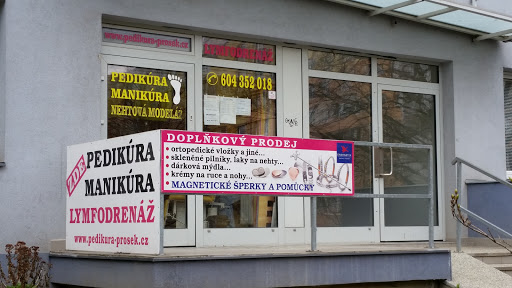 www.pedikura-prosek.cz
LYMFODRENÁŽ
PEDIKÚRA
MANIKÚRA
NEHTOVÁ MODELÁŽ
604 352 018
DOPLŇKOVÝ PRODEJ
• ortopedické vložky a jiné...
• skleněné pilníky, laky na nehty...
• dárková mýdla...
• krémy na ruce a nohy...
• MAGNETICKÉ ŠPERKY A POMŮCKY
ZDE
PEDIKÚRA
MANIKÚRA
LYMFODRENÁŽ
www.pedikura-prosek.cz